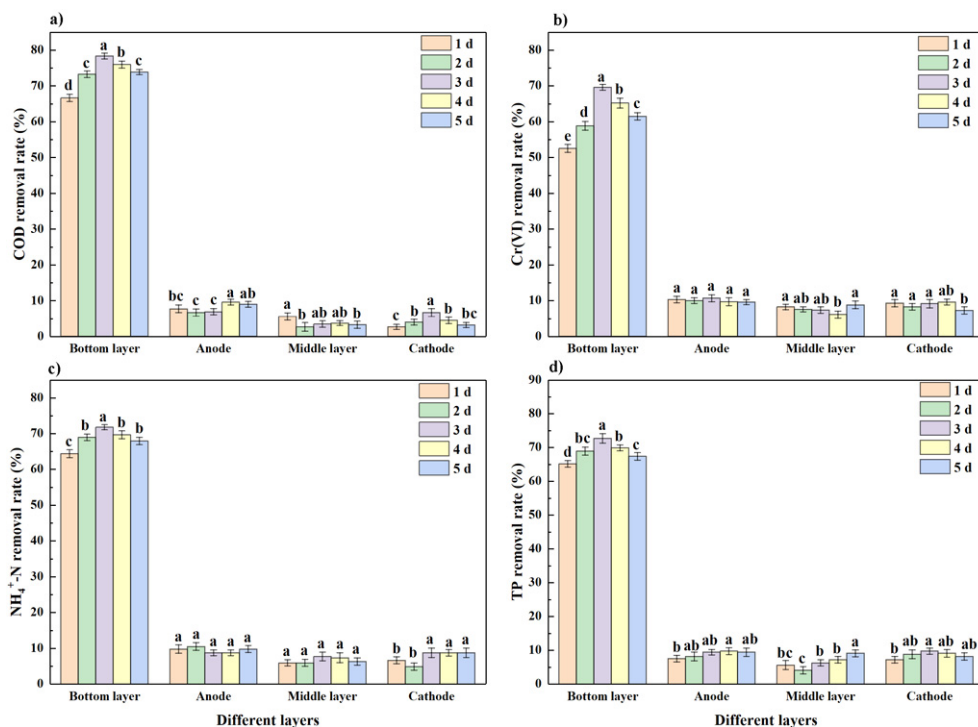 a)
COD removal rate (%)
80
70
60
50
40
30
20
10
0
d c a b c
bc c c a ab
a b ab ab b
c b a b bc
1 d
2 d
3 d
4 d
5 d
Bottom layer Anode Middle layer Cathode
b)
Cr(VI) removal rate (%)
80
70
60
50
40
30
20
10
0
e d a b c
a a a a a
a ab ab b a
a a a a b
1 d
2 d
3 d
4 d
5 d
Bottom layer Anode Middle layer Cathode
c)
NH₄⁺-N removal rate (%)
80
70
60
50
40
30
20
10
0
c b a b b
a a a a a
a a a a a
b b a a a
1 d
2 d
3 d
4 d
5 d
Bottom layer Anode Middle layer Cathode
Different layers
d)
TP removal rate (%)
90
80
70
60
50
40
30
20
10
0
d bc a b c
b ab ab a ab
bc c b b a
b ab a ab ab
1 d
2 d
3 d
4 d
5 d
Bottom layer Anode Middle layer Cathode
Different layers